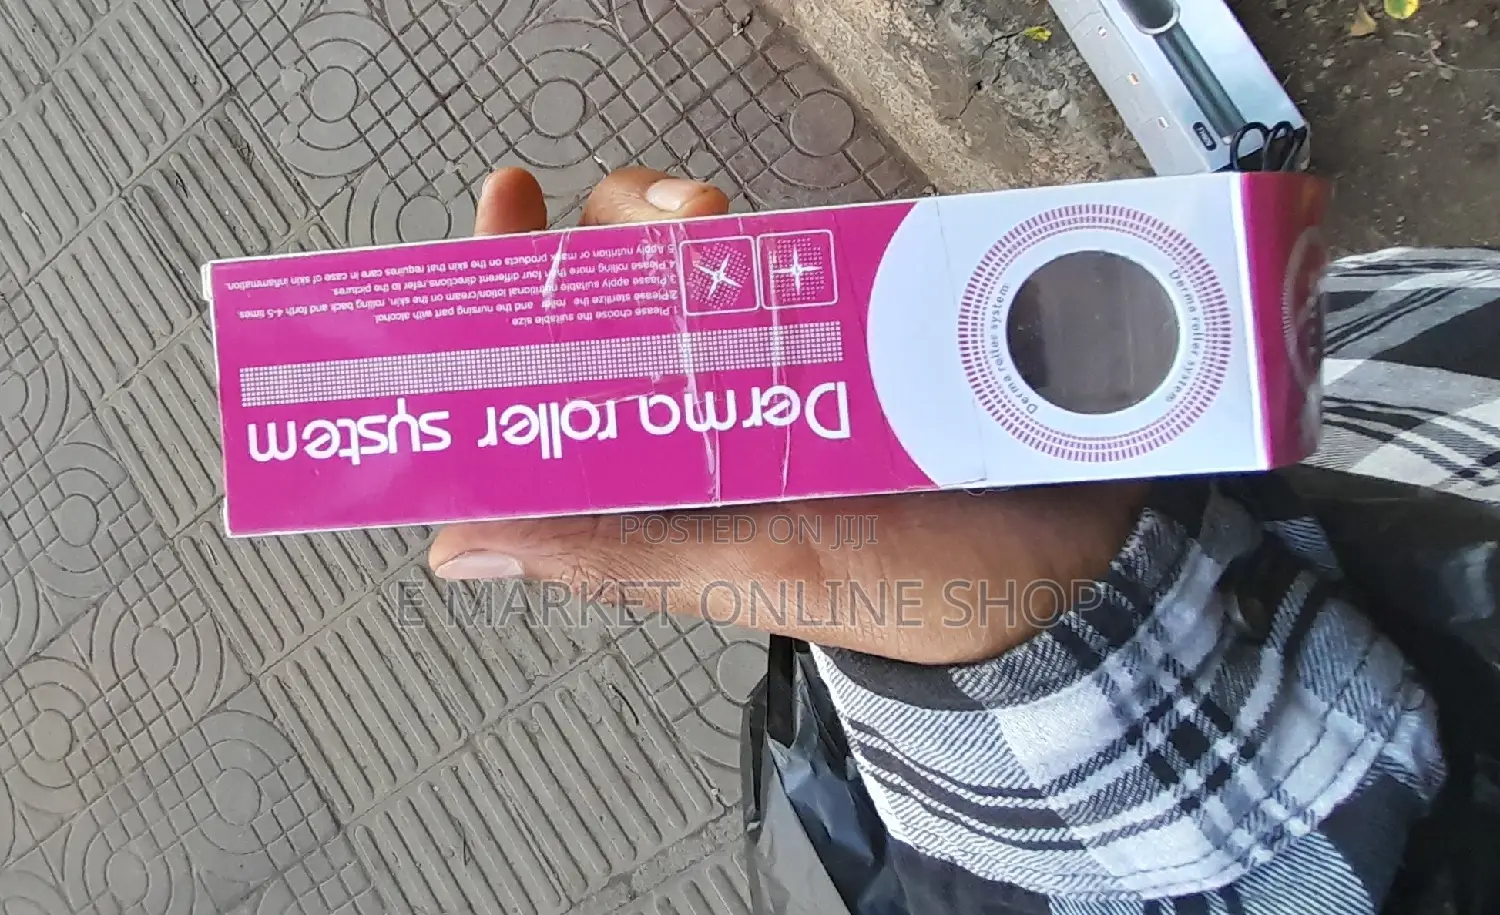 Derma roller system
1.Please choose the suitable size.
2.Please sterilize the roller and the nursing part with alcohol.
3.Please apply suitable nutritional lotion/cream on the skin, rolling back and forth 4-5 times.
4.Please rolling more than four different directions,refer to the pictures.
5.Apply nutrition or mask products on the skin that requires care in case of skin inflammation.
Derma roller system
Derma roller system
POSTED ON JIJI
E MARKET ONLINE SHOP